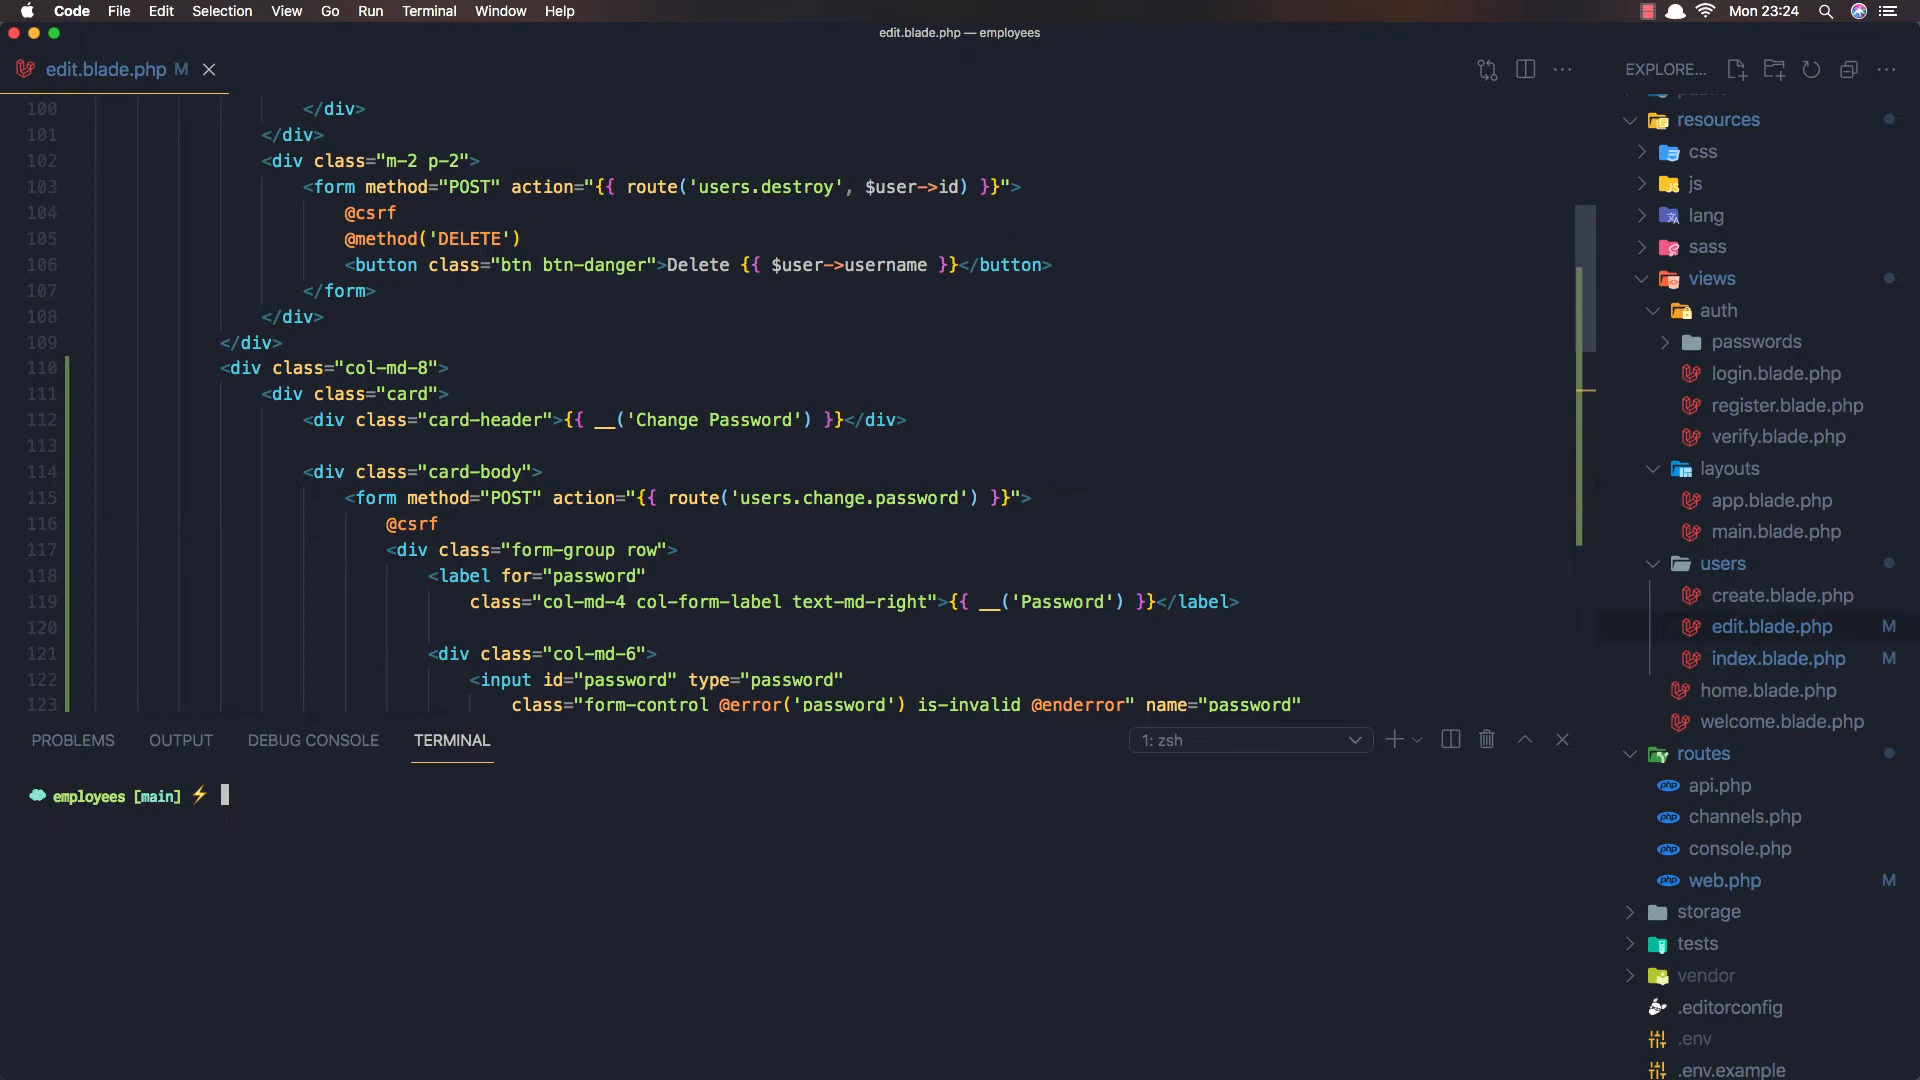 Code File Edit Selection View Go Run Terminal Window Help Mon 23:24
edit.blade.php — employees
edit.blade.php M
EXPLORE...
100 </div>
101 </div>
102 <div class="m-2 p-2">
103 <form method="POST" action="{{ route('users.destroy', $user->id) }}">
104 @csrf
105 @method('DELETE')
106 <button class="btn btn-danger">Delete {{ $user->username }}</button>
107 </form>
108 </div>
109 </div>
110 <div class="col-md-8">
111 <div class="card">
112 <div class="card-header">{{ __('Change Password') }}</div>
113
114 <div class="card-body">
115 <form method="POST" action="{{ route('users.change.password') }}">
116 @csrf
117 <div class="form-group row">
118 <label for="password"
119 class="col-md-4 col-form-label text-md-right">{{ __('Password') }}</label>
120
121 <div class="col-md-6">
122 <input id="password" type="password"
123 class="form-control @error('password') is-invalid @enderror" name="password"
PROBLEMS OUTPUT DEBUG CONSOLE TERMINAL 1: zsh
employees [main]
public
resources
css
js
lang
sass
views
auth
passwords
login.blade.php
register.blade.php
verify.blade.php
layouts
app.blade.php
main.blade.php
users
create.blade.php
edit.blade.php M
index.blade.php M
home.blade.php
welcome.blade.php
routes
api.php
channels.php
console.php
web.php M
storage
tests
vendor
.editorconfig
.env
.env.example